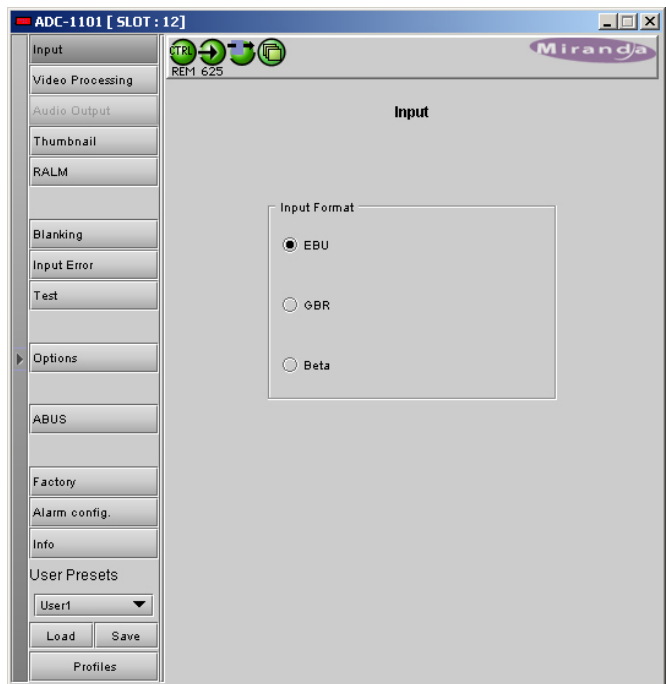 ADC-1101 [ SLOT : 12]
Input
Video Processing
Audio Output
Thumbnail
RALM
Blanking
Input Error
Test
Options
ABUS
Factory
Alarm config.
Info
User Presets
User1
Load Save
Profiles
CTRL
REM 625
Miranda
Input
Input Format
EBU
GBR
Beta